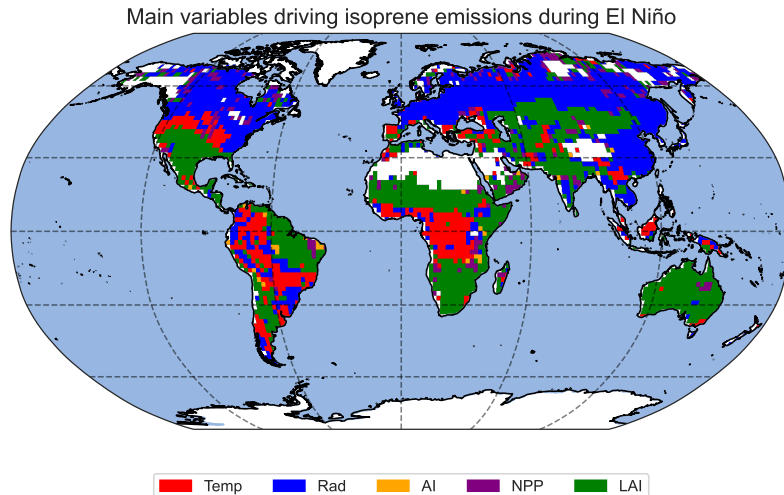 Main variables driving isoprene emissions during El Niño
Temp Rad AI NPP LAI